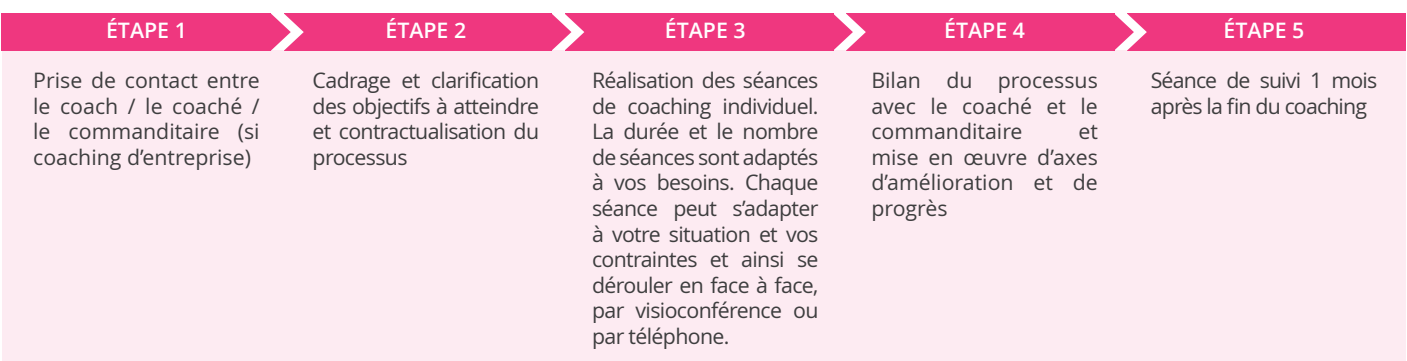 ÉTAPE 1
Prise de contact entre
le coach / le coaché /
le commanditaire (si
coaching d’entreprise)
ÉTAPE 2
Cadrage et clarification
des objectifs à atteindre
et contractualisation du
processus
ÉTAPE 3
Réalisation des séances
de coaching individuel.
La durée et le nombre
de séances sont adaptés
à vos besoins. Chaque
séance peut s’adapter
à votre situation et vos
contraintes et ainsi se
dérouler en face à face,
par visioconférence ou
par téléphone.
ÉTAPE 4
Bilan du processus
avec le coaché et le
commanditaire et
mise en œuvre d’axes
d’amélioration et de
progrès
ÉTAPE 5
Séance de suivi 1 mois
après la fin du coaching